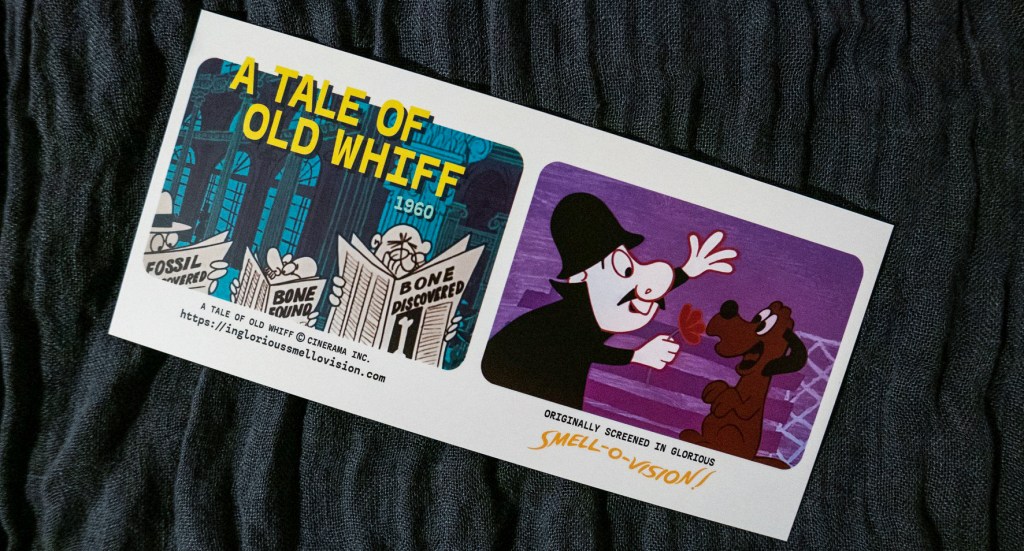 A TALE OF
OLD WHIFF
1960
FOSSIL
BONE
FOUND
BONE
DISCOVERED
A TALE OF OLD WHIFF © CINERAMA INC.
https://ingloriousmellovision.com
ORIGINALLY SCREENED IN GLORIOUS
SMELL-O-VISION!